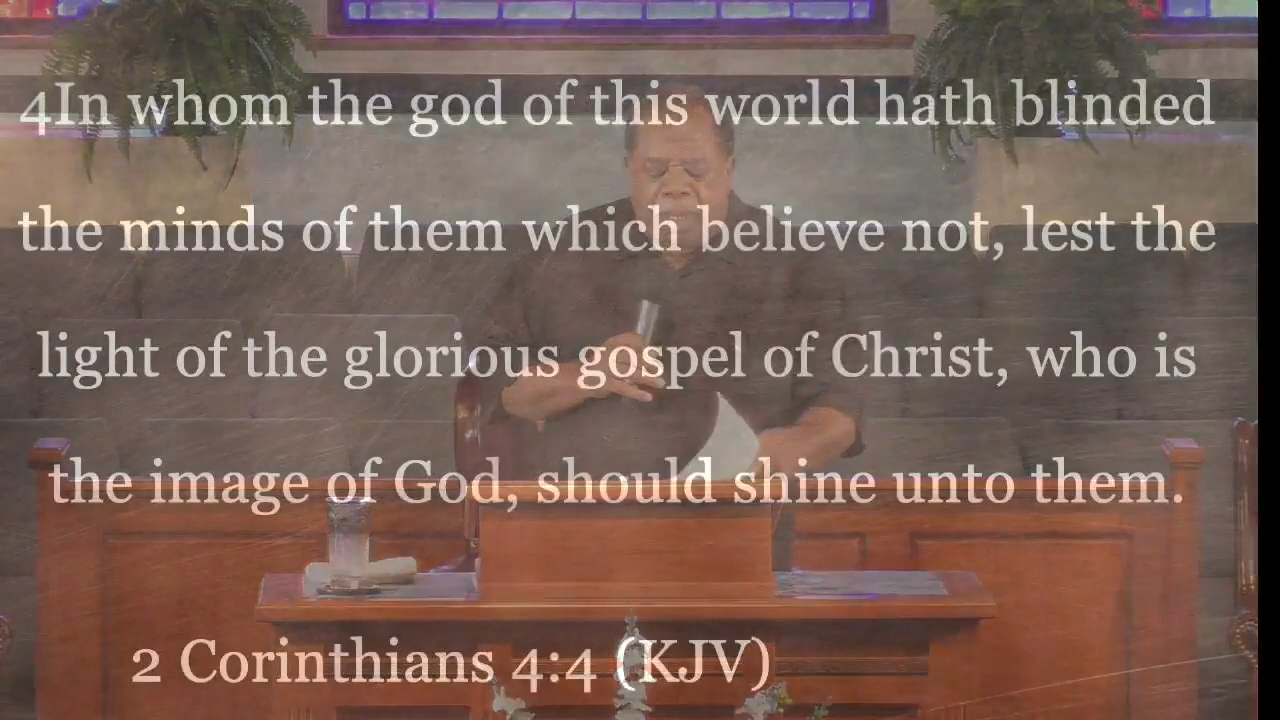 4In whom the god of this world hath blinded
the minds of them which believe not, lest the
light of the glorious gospel of Christ, who is
the image of God, should shine unto them.
2 Corinthians 4:4 (KJV)